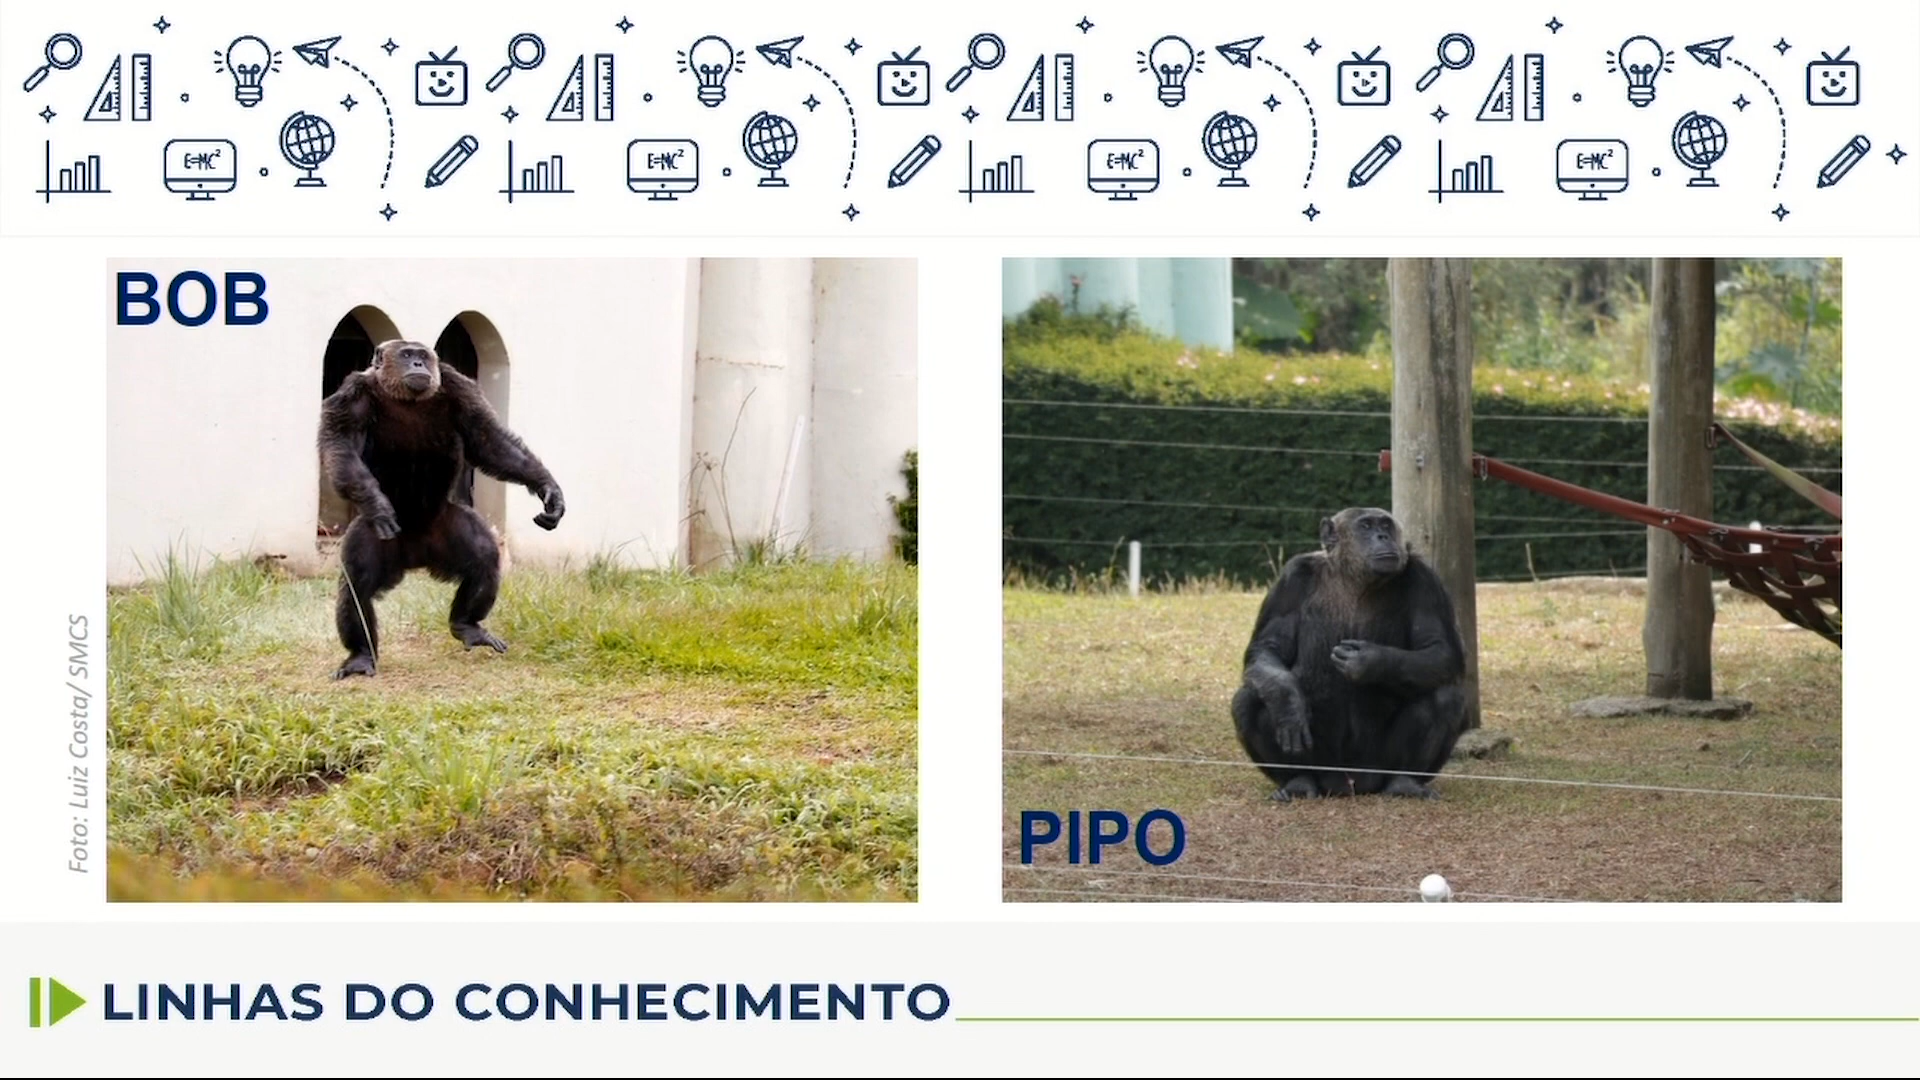 E=MC²
E=MC²
E=MC²
E=MC²
BOB
PIPO
Foto: Luiz Costa/ SMCS
LINHAS DO CONHECIMENTO